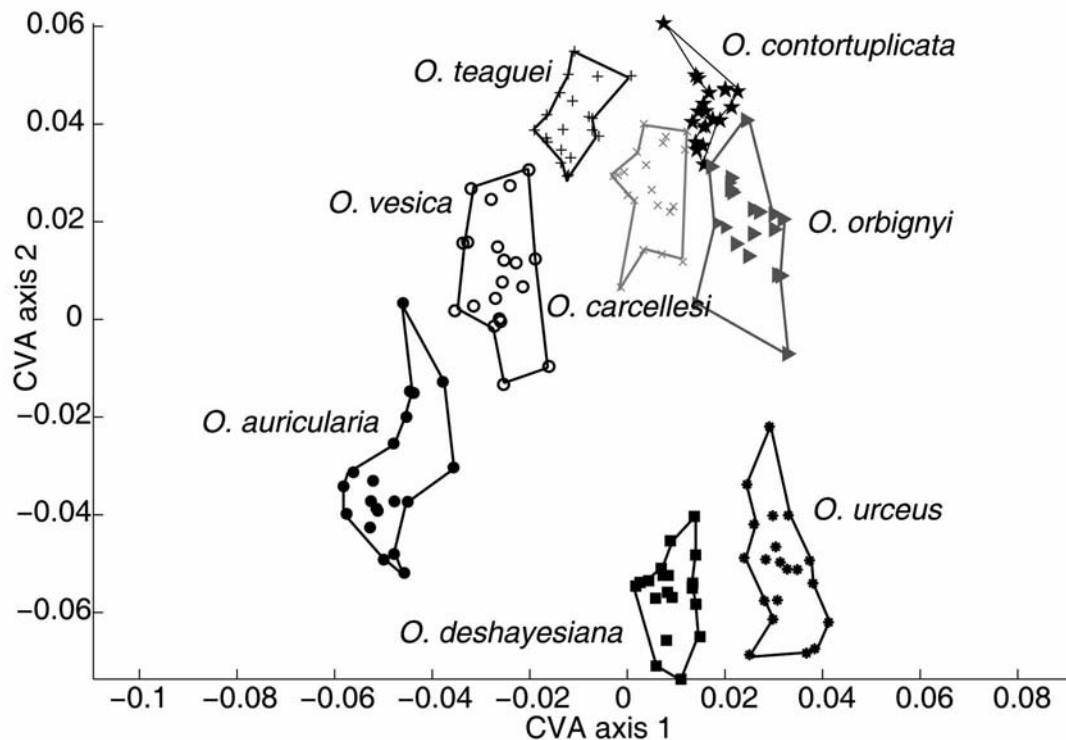 0.06
0.04
0.02
0
−0.02
−0.04
−0.06
CVA axis 2
O. contortuplicata
O. teaguei
O. vesica
O. orbignyi
O. carcellesi
O. auricularia
O. urceus
O. deshayesiana
−0.1 −0.08 −0.06 −0.04 −0.02 0 0.02 0.04 0.06 0.08
CVA axis 1